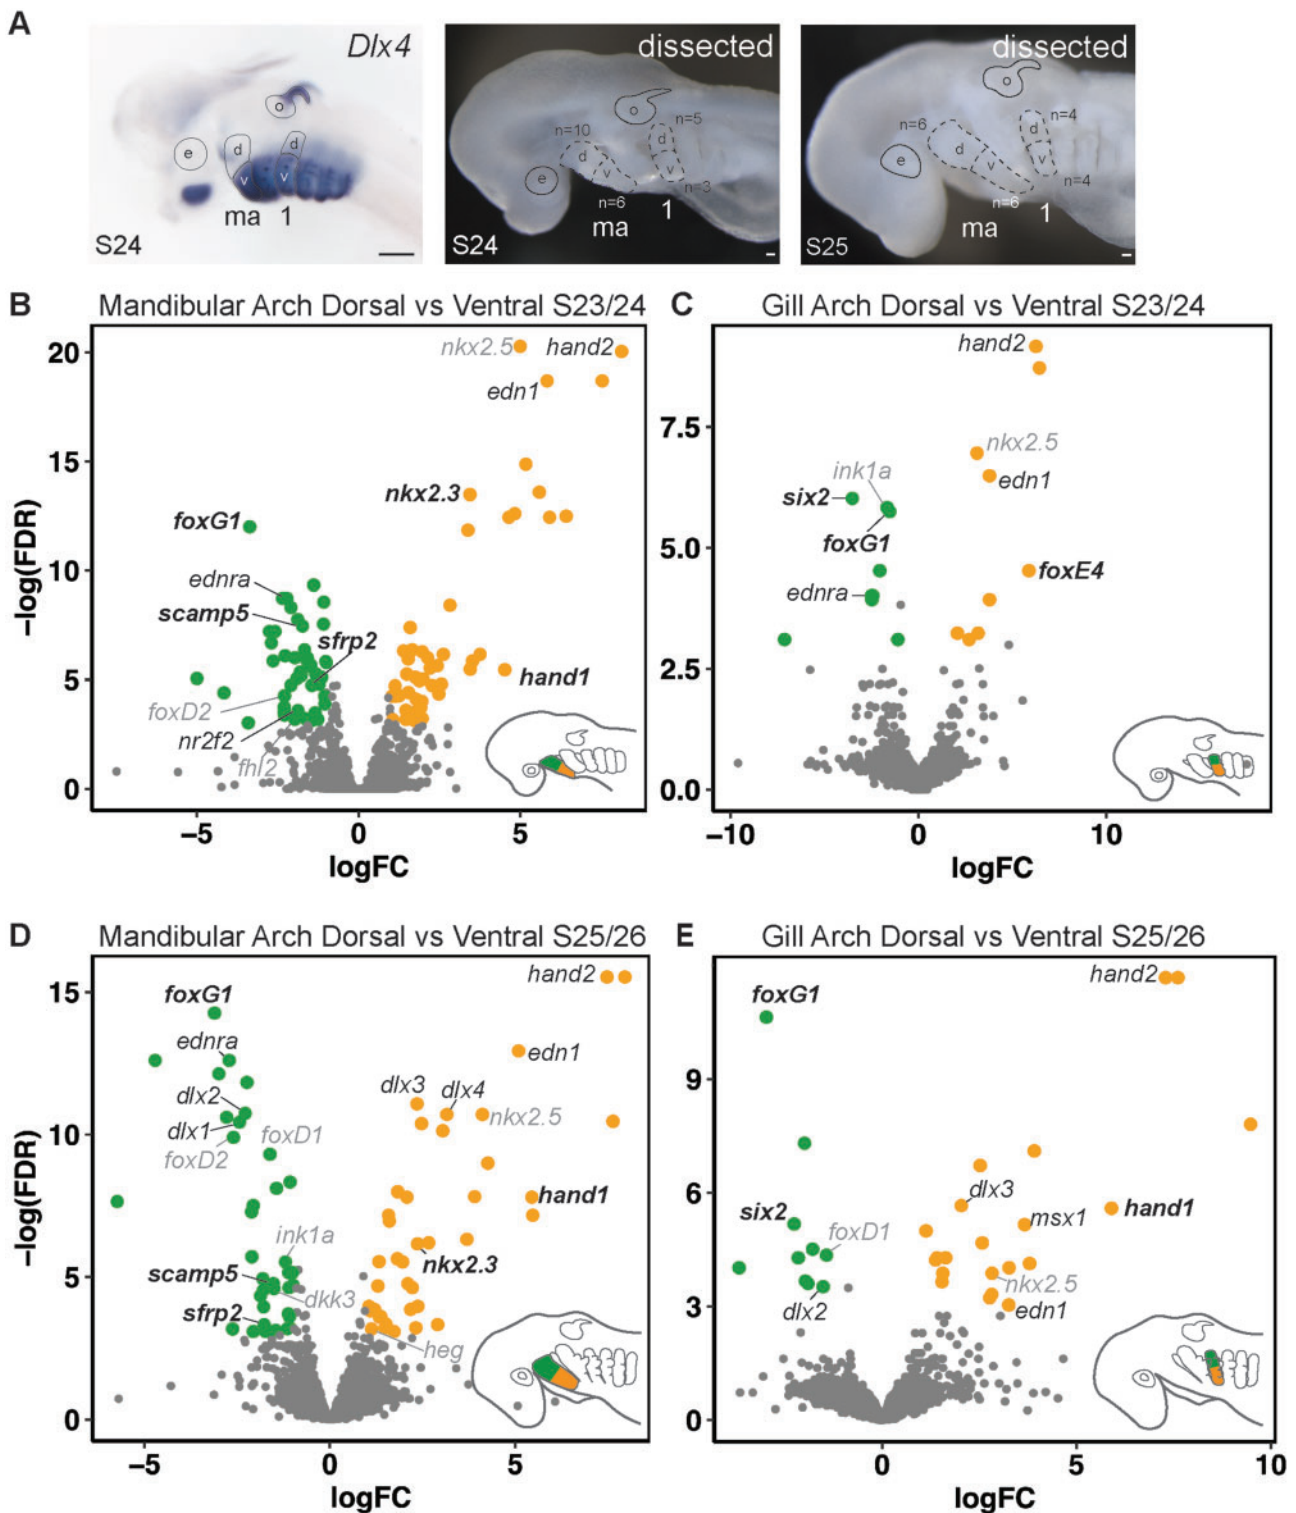 A
Dlx4
o
e
d
d
v
v
ma
1
S24
dissected
o
n=10
n=5
d
d
v
v
e
n=3
n=6
1
ma
S24
dissected
o
n=6
n=4
d
d
e
v
v
n=4
n=6
1
ma
S25
B
Mandibular Arch Dorsal vs Ventral S23/24
nkx2.5
hand2
edn1
nkx2.3
foxG1
ednra
scamp5
sfrp2
hand1
foxD2
nr2f2
fhl2
20
15
10
5
0
−log(FDR)
−5
0
5
logFC
C
Gill Arch Dorsal vs Ventral S23/24
hand2
nkx2.5
ink1a
edn1
six2
foxG1
foxE4
ednra
7.5
5.0
2.5
0.0
−10
0
10
logFC
D
Mandibular Arch Dorsal vs Ventral S25/26
hand2
foxG1
ednra
edn1
dlx3
dlx4
dlx2
nkx2.5
dlx1
foxD1
foxD2
hand1
ink1a
nkx2.3
scamp5
dkk3
sfrp2
heg
15
10
5
0
−log(FDR)
−5
0
5
logFC
E
Gill Arch Dorsal vs Ventral S25/26
hand2
foxG1
dlx3
msx1
hand1
six2
foxD1
nkx2.5
dlx2
edn1
9
6
3
0
0
5
10
logFC